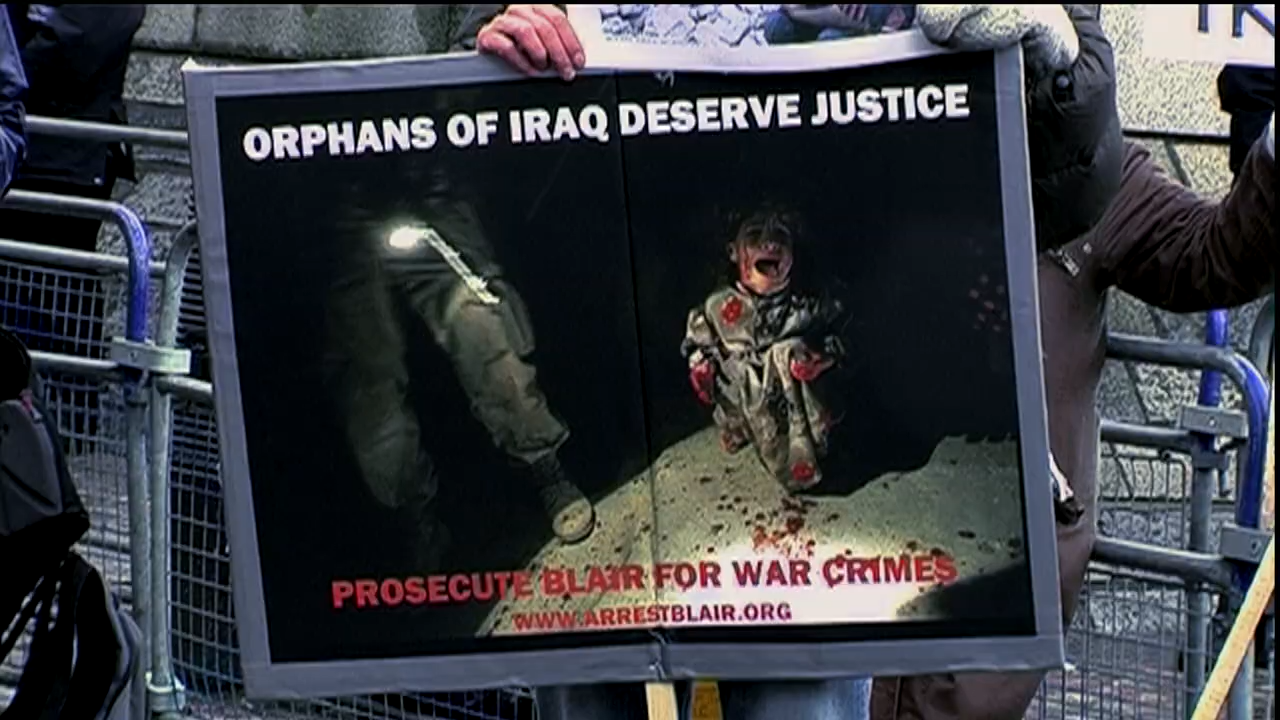 ORPHANS OF IRAQ DESERVE JUSTICE
PROSECUTE BLAIR FOR WAR CRIMES
WWW.ARRESTBLAIR.ORG